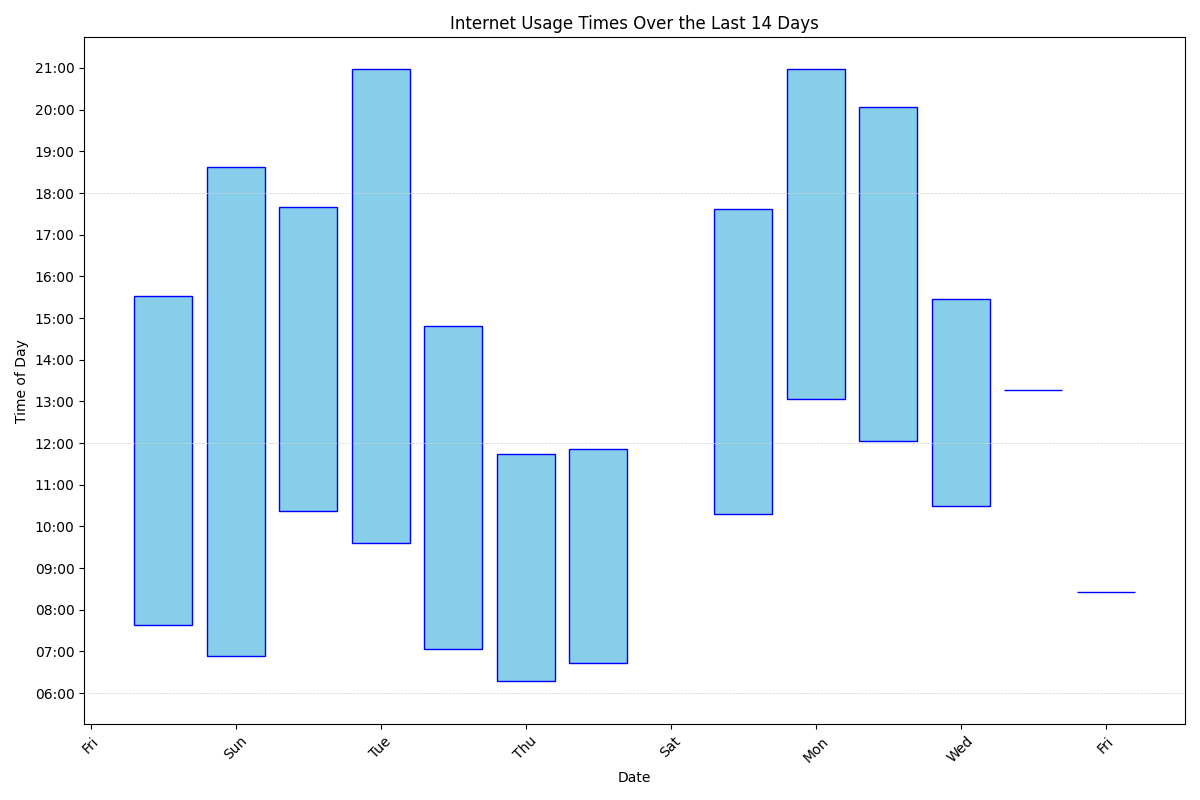 Internet Usage Times Over the Last 14 Days
21:00
20:00
19:00
18:00
17:00
16:00
15:00
14:00
13:00
12:00
11:00
10:00
09:00
08:00
07:00
06:00
Time of Day
Fri
Sun
Tue
Thu
Sat
Mon
Wed
Fri
Date